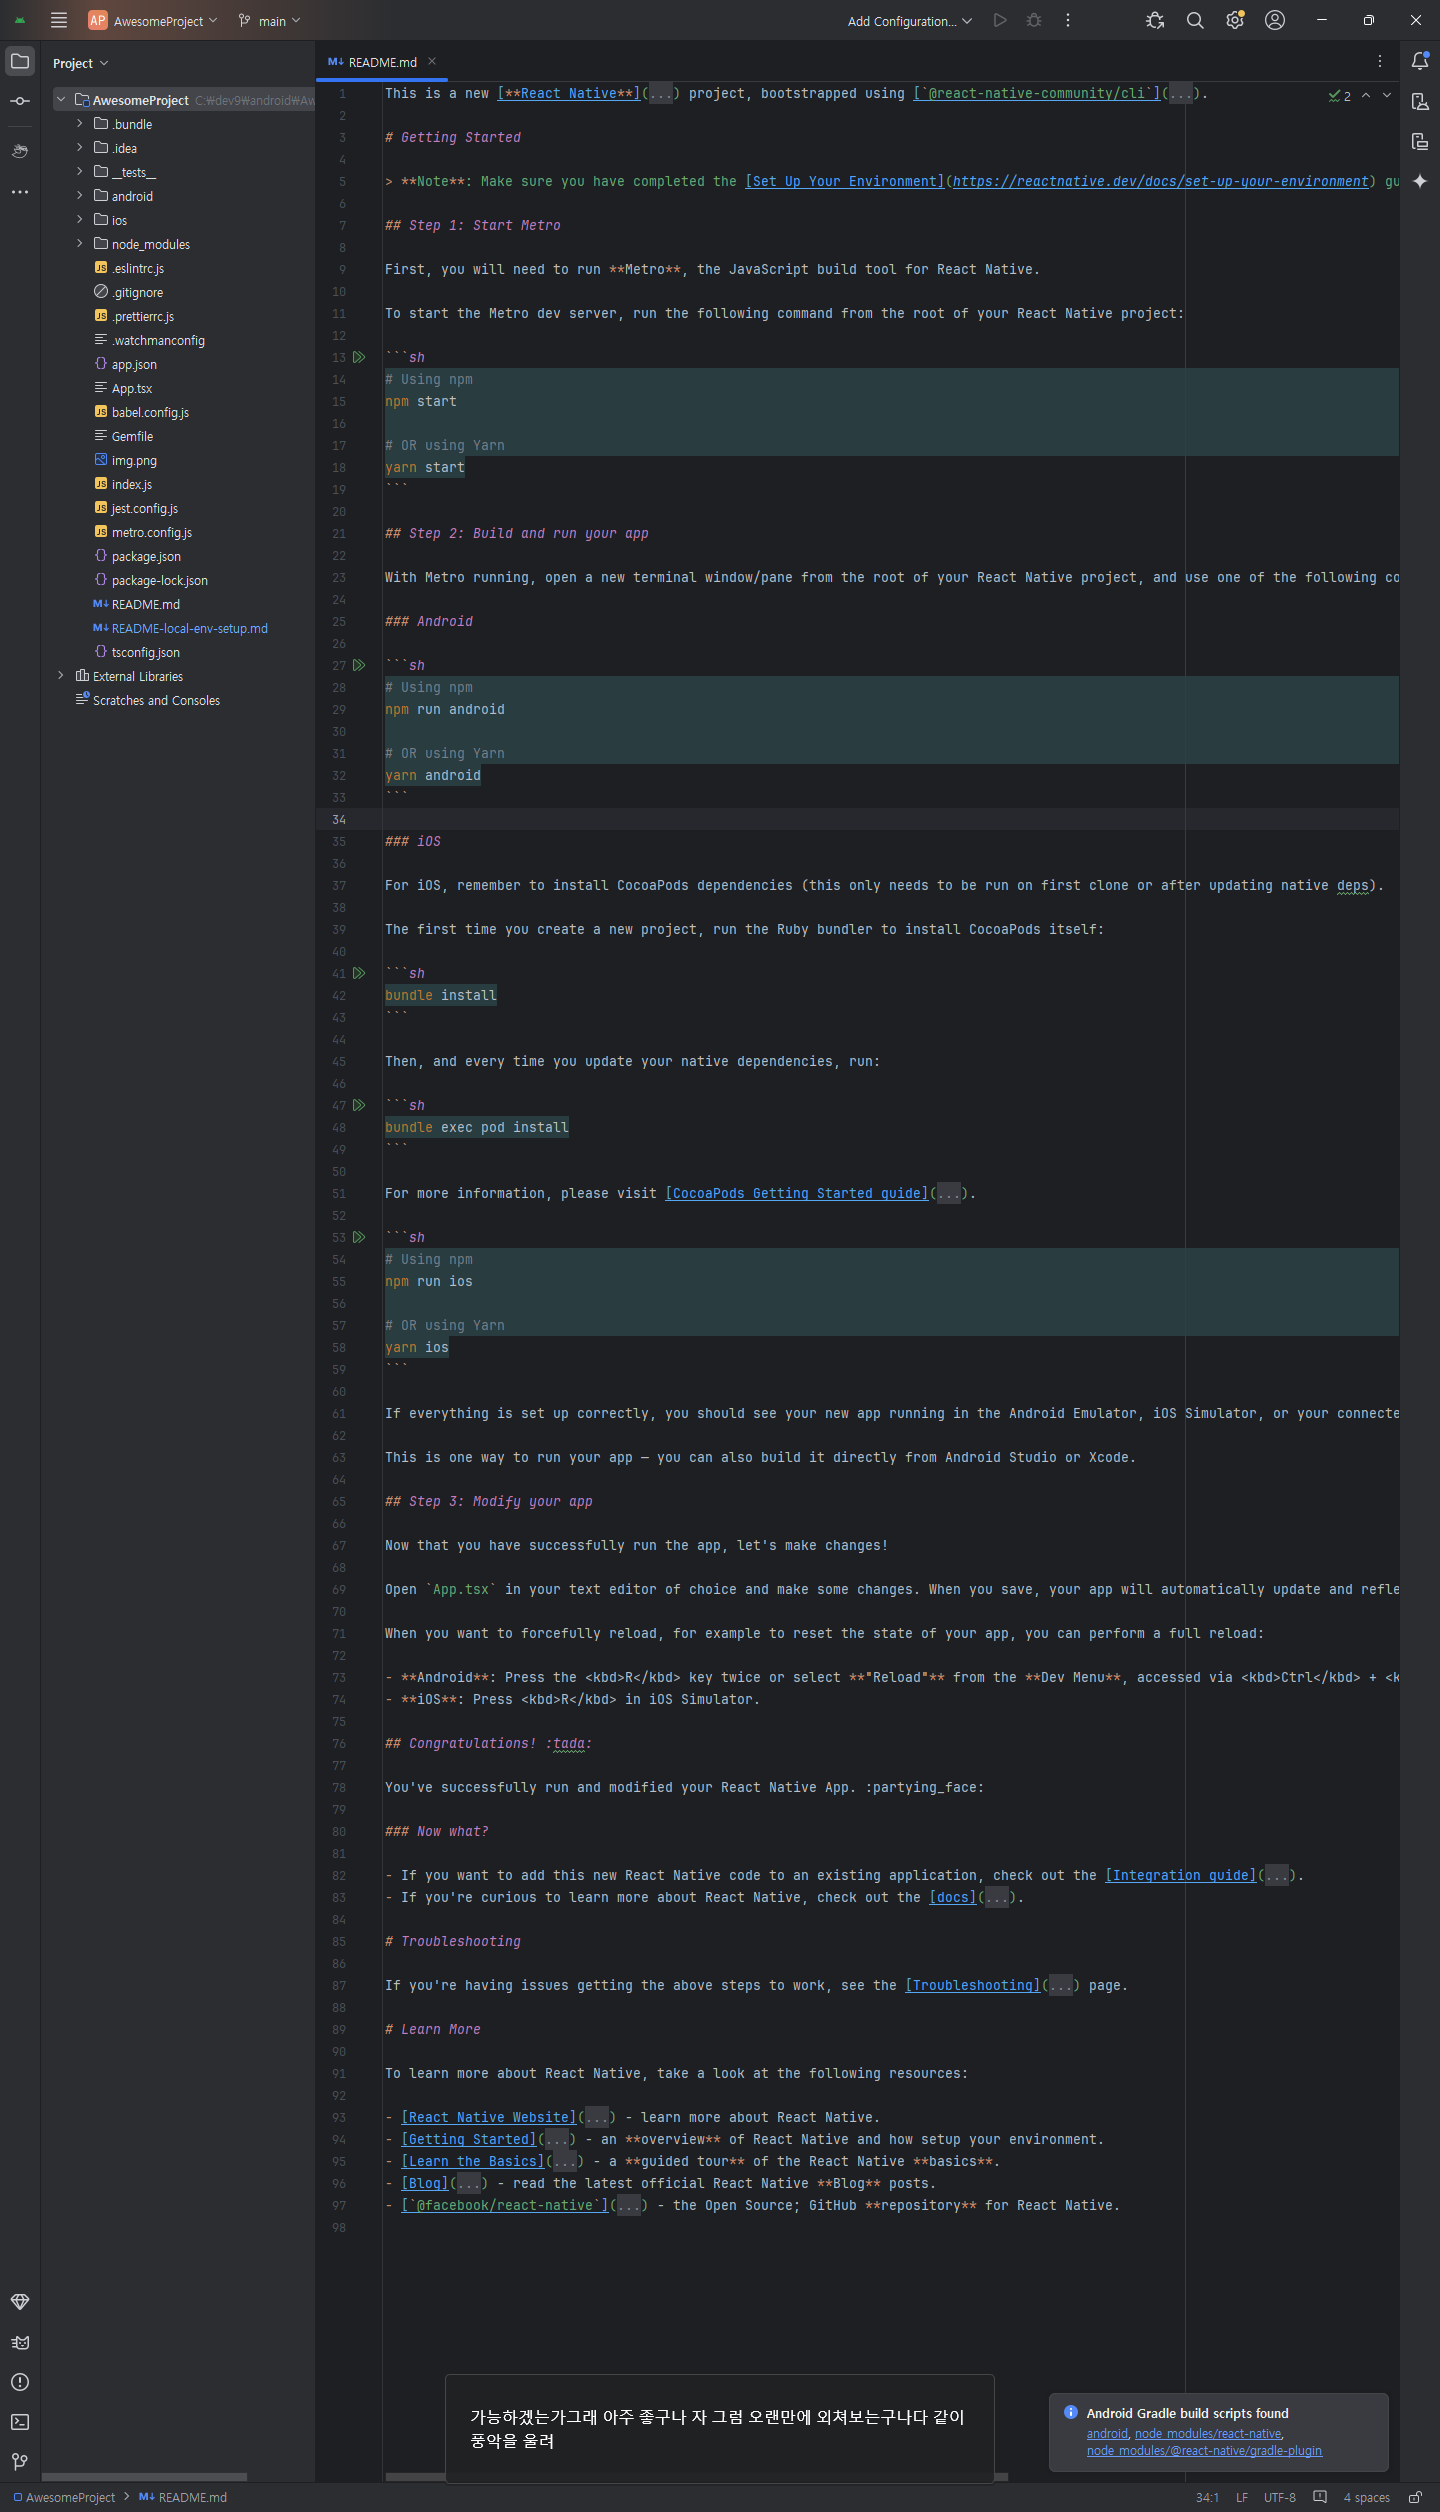 AP AwesomeProject main Add Configuration...
Project
README.md
AwesomeProject C:\dev9\android\Aw
.bundle
.idea
__tests__
android
ios
node_modules
.eslintrc.js
.gitignore
.prettierrc.js
.watchmanconfig
app.json
App.tsx
babel.config.js
Gemfile
img.png
index.js
jest.config.js
metro.config.js
package.json
package-lock.json
README.md
README-local-env-setup.md
tsconfig.json
External Libraries
Scratches and Consoles
2
1 This is a new [**React Native**](...) project, bootstrapped using [`@react-native-community/cli`](...).
2
3 # Getting Started
4
5 > **Note**: Make sure you have completed the [Set Up Your Environment](https://reactnative.dev/docs/set-up-your-environment) gu
6
7 ## Step 1: Start Metro
8
9 First, you will need to run **Metro**, the JavaScript build tool for React Native.
10
11 To start the Metro dev server, run the following command from the root of your React Native project:
12
13 ```sh
14 # Using npm
15 npm start
16
17 # OR using Yarn
18 yarn start
19 ```
20
21 ## Step 2: Build and run your app
22
23 With Metro running, open a new terminal window/pane from the root of your React Native project, and use one of the following co
24
25 ### Android
26
27 ```sh
28 # Using npm
29 npm run android
30
31 # OR using Yarn
32 yarn android
33 ```
34
35 ### iOS
36
37 For iOS, remember to install CocoaPods dependencies (this only needs to be run on first clone or after updating native deps).
38
39 The first time you create a new project, run the Ruby bundler to install CocoaPods itself:
40
41 ```sh
42 bundle install
43 ```
44
45 Then, and every time you update your native dependencies, run:
46
47 ```sh
48 bundle exec pod install
49 ```
50
51 For more information, please visit [CocoaPods Getting Started guide](...).
52
53 ```sh
54 # Using npm
55 npm run ios
56
57 # OR using Yarn
58 yarn ios
59 ```
60
61 If everything is set up correctly, you should see your new app running in the Android Emulator, iOS Simulator, or your connecte
62
63 This is one way to run your app — you can also build it directly from Android Studio or Xcode.
64
65 ## Step 3: Modify your app
66
67 Now that you have successfully run the app, let's make changes!
68
69 Open `App.tsx` in your text editor of choice and make some changes. When you save, your app will automatically update and refle
70
71 When you want to forcefully reload, for example to reset the state of your app, you can perform a full reload:
72
73 - **Android**: Press the <kbd>R</kbd> key twice or select **"Reload"** from the **Dev Menu**, accessed via <kbd>Ctrl</kbd> + <k
74 - **iOS**: Press <kbd>R</kbd> in iOS Simulator.
75
76 ## Congratulations! :tada:
77
78 You've successfully run and modified your React Native App. :partying_face:
79
80 ### Now what?
81
82 - If you want to add this new React Native code to an existing application, check out the [Integration guide](...).
83 - If you're curious to learn more about React Native, check out the [docs](...).
84
85 # Troubleshooting
86
87 If you're having issues getting the above steps to work, see the [Troubleshooting](...) page.
88
89 # Learn More
90
91 To learn more about React Native, take a look at the following resources:
92
93 - [React Native Website](...) - learn more about React Native.
94 - [Getting Started](...) - an **overview** of React Native and how setup your environment.
95 - [Learn the Basics](...) - a **guided tour** of the React Native **basics**.
96 - [Blog](...) - read the latest official React Native **Blog** posts.
97 - [`@facebook/react-native`](...) - the Open Source; GitHub **repository** for React Native.
98
가능하겠는가그래 아주 좋구나 자 그럼 오랜만에 외쳐보는구나다 같이
풍악을 울려
Android Gradle build scripts found
android, node_modules/react-native,
node_modules/@react-native/gradle-plugin
AwesomeProject > README.md 34:1 LF UTF-8 4 spaces